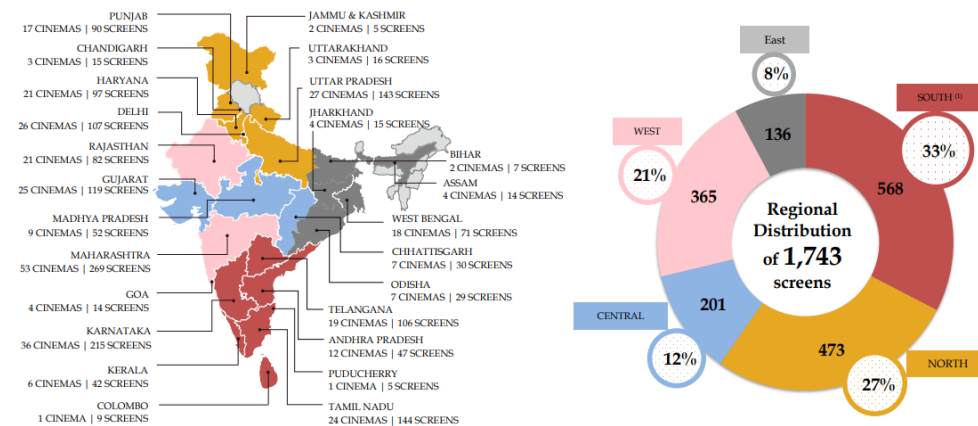 PUNJAB
17 CINEMAS | 90 SCREENS
CHANDIGARH
3 CINEMAS | 15 SCREENS
HARYANA
21 CINEMAS | 97 SCREENS
DELHI
26 CINEMAS | 107 SCREENS
RAJASTHAN
21 CINEMAS | 82 SCREENS
GUJARAT
25 CINEMAS | 119 SCREENS
MADHYA PRADESH
9 CINEMAS | 52 SCREENS
MAHARASHTRA
53 CINEMAS | 269 SCREENS
GOA
4 CINEMAS | 14 SCREENS
KARNATAKA
36 CINEMAS | 215 SCREENS
KERALA
6 CINEMAS | 42 SCREENS
COLOMBO
1 CINEMA | 9 SCREENS
JAMMU & KASHMIR
2 CINEMAS | 5 SCREENS
UTTARAKHAND
3 CINEMAS | 16 SCREENS
UTTAR PRADESH
27 CINEMAS | 143 SCREENS
JHARKHAND
4 CINEMAS | 15 SCREENS
BIHAR
2 CINEMAS | 7 SCREENS
ASSAM
4 CINEMAS | 14 SCREENS
WEST BENGAL
18 CINEMAS | 71 SCREENS
CHHATTISGARH
7 CINEMAS | 30 SCREENS
ODISHA
7 CINEMAS | 29 SCREENS
TELANGANA
19 CINEMAS | 106 SCREENS
ANDHRA PRADESH
12 CINEMAS | 47 SCREENS
PUDUCHERRY
1 CINEMA | 5 SCREENS
TAMIL NADU
24 CINEMAS | 144 SCREENS
East
8%
136
SOUTH (1)
33%
568
WEST
21%
365
Regional
Distribution
of 1,743
screens
CENTRAL
12%
201
473
NORTH
27%